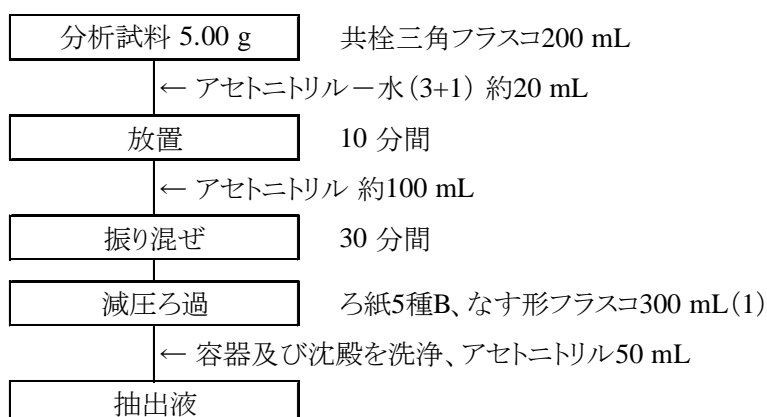 分析試料 5.00 g 共栓三角フラスコ200 mL
← アセトニトリル－水(3+1) 約20 mL
放置 10 分間
← アセトニトリル 約100 mL
振り混ぜ 30 分間
減圧ろ過 ろ紙5種B、なす形フラスコ300 mL(1)
← 容器及び沈殿を洗浄、アセトニトリル50 mL
抽出液